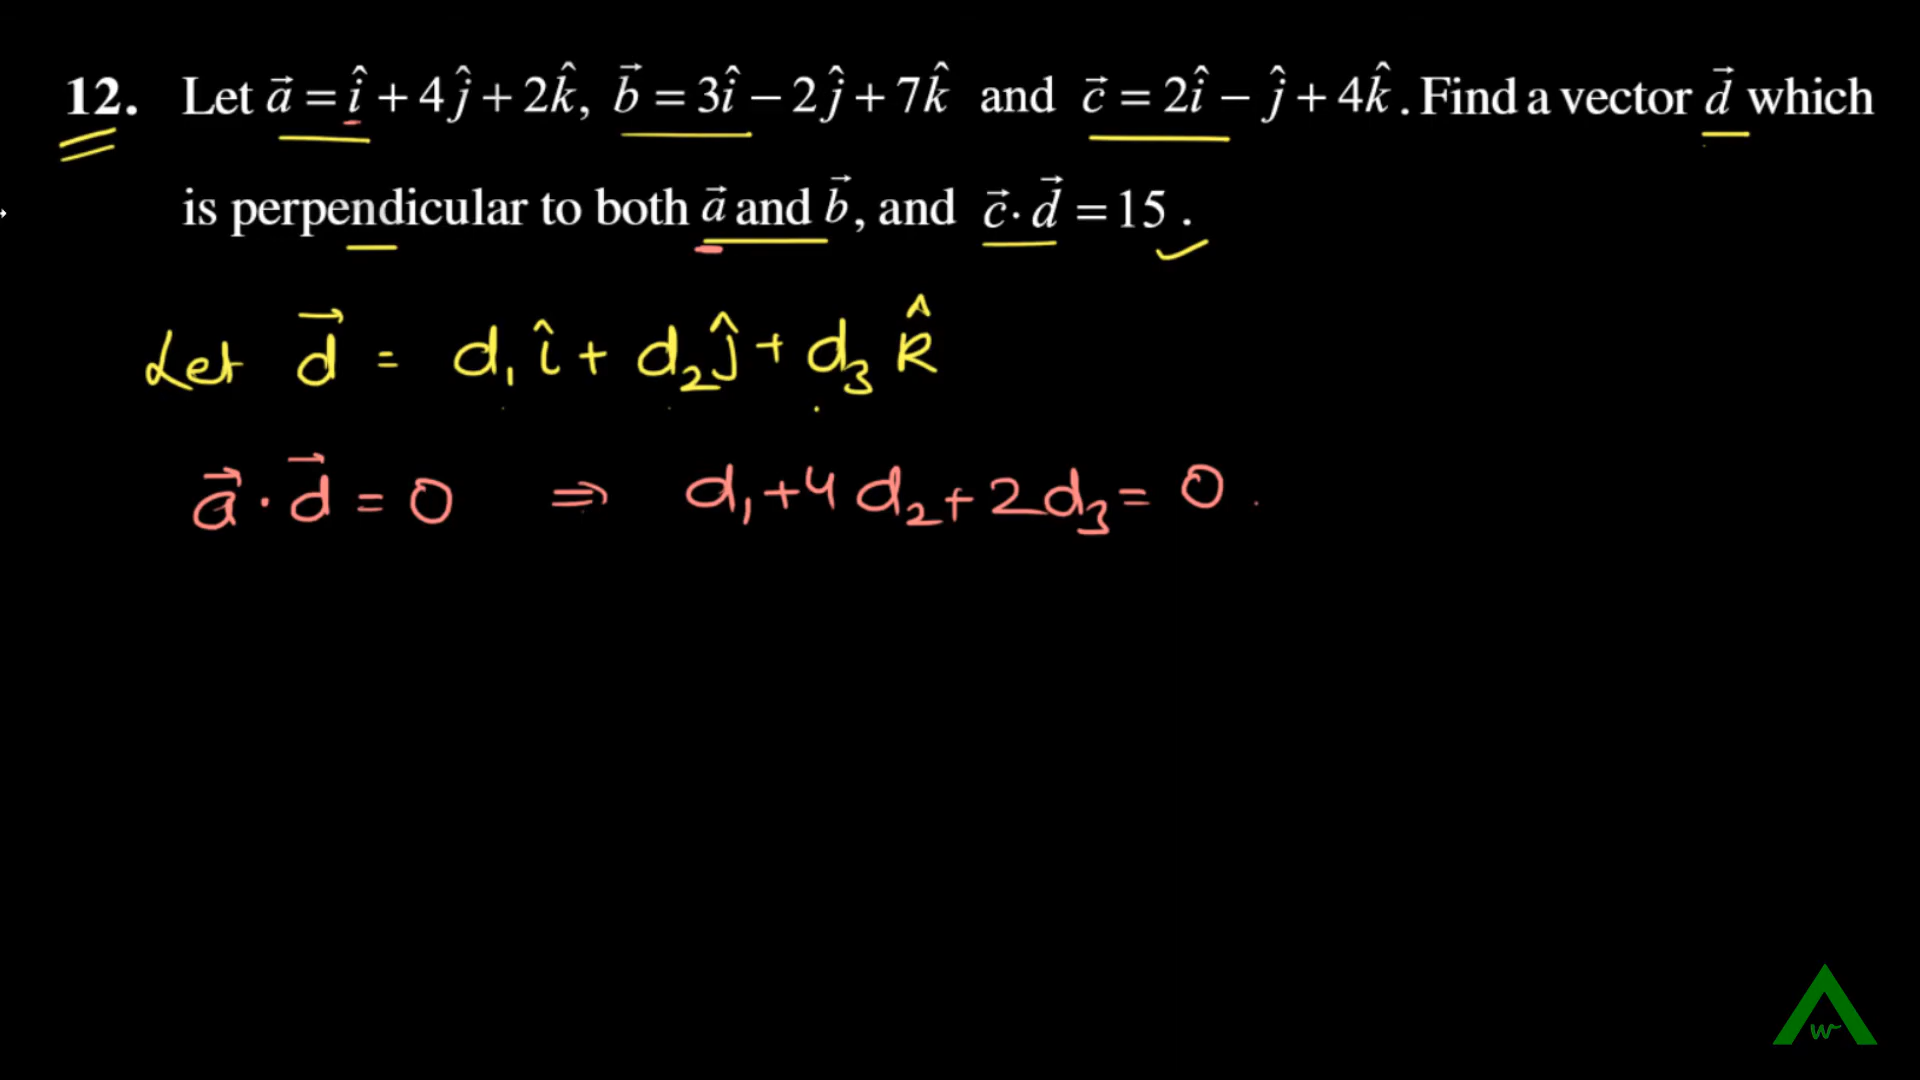 12. Let a⃗ = î + 4ĵ + 2k̂, b⃗ = 3î − 2ĵ + 7k̂ and c⃗ = 2î − ĵ + 4k̂. Find a vector d⃗ which
is perpendicular to both a⃗ and b⃗, and c⃗·d⃗ = 15.
Let d⃗ = d₁î + d₂ĵ + d₃k̂
a⃗·d⃗ = 0 ⇒ d₁+4d₂+2d₃= 0
w